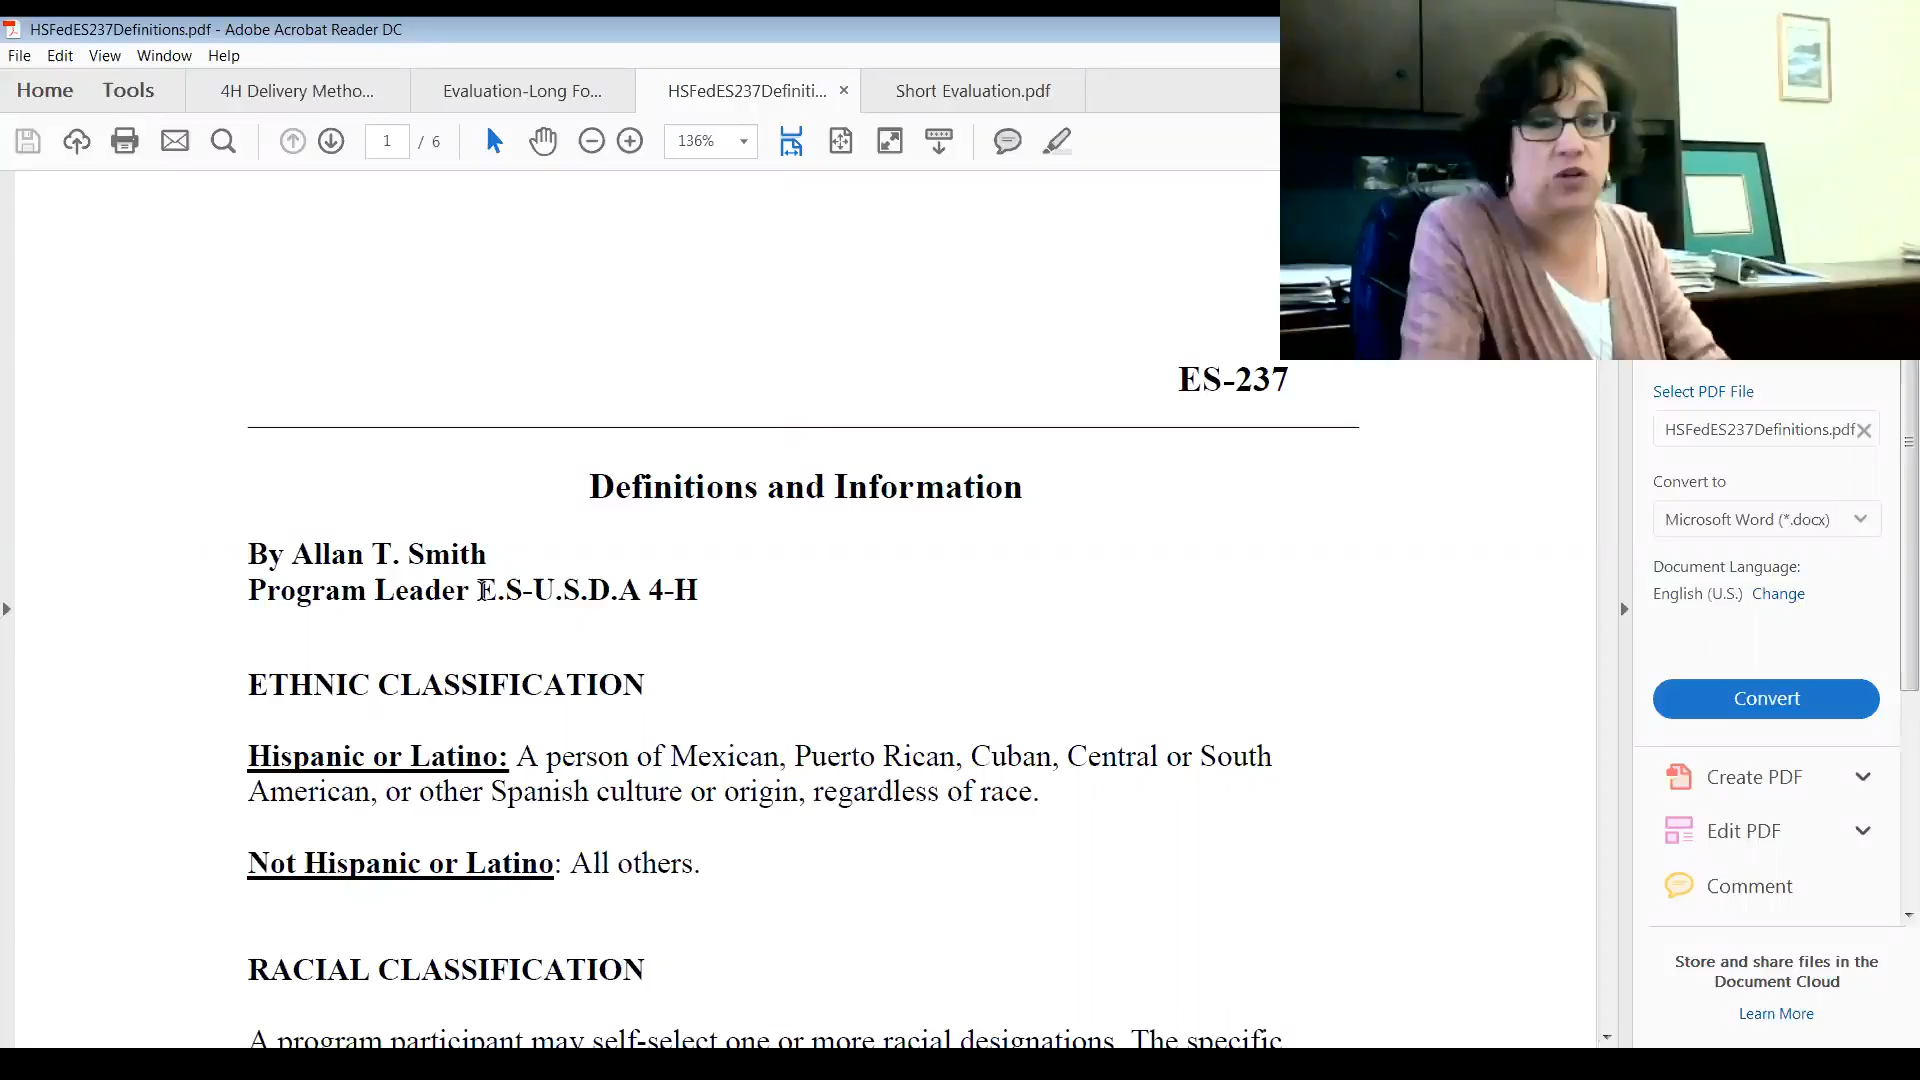 HSFedES237Definitions.pdf - Adobe Acrobat Reader DC
File Edit View Window Help
Home Tools 4H Delivery Metho... Evaluation-Long Fo... HSFedES237Definiti... Short Evaluation.pdf
1 / 6 136%
ES-237
Definitions and Information
By Allan T. Smith
Program Leader E.S-U.S.D.A 4-H
ETHNIC CLASSIFICATION
Hispanic or Latino: A person of Mexican, Puerto Rican, Cuban, Central or South
American, or other Spanish culture or origin, regardless of race.
Not Hispanic or Latino: All others.
RACIAL CLASSIFICATION
A program participant may self-select one or more racial designations. The specific
Select PDF File
HSFedES237Definitions.pdf
Convert to
Microsoft Word (*.docx)
Document Language:
English (U.S.) Change
Convert
Create PDF
Edit PDF
Comment
Store and share files in the
Document Cloud
Learn More